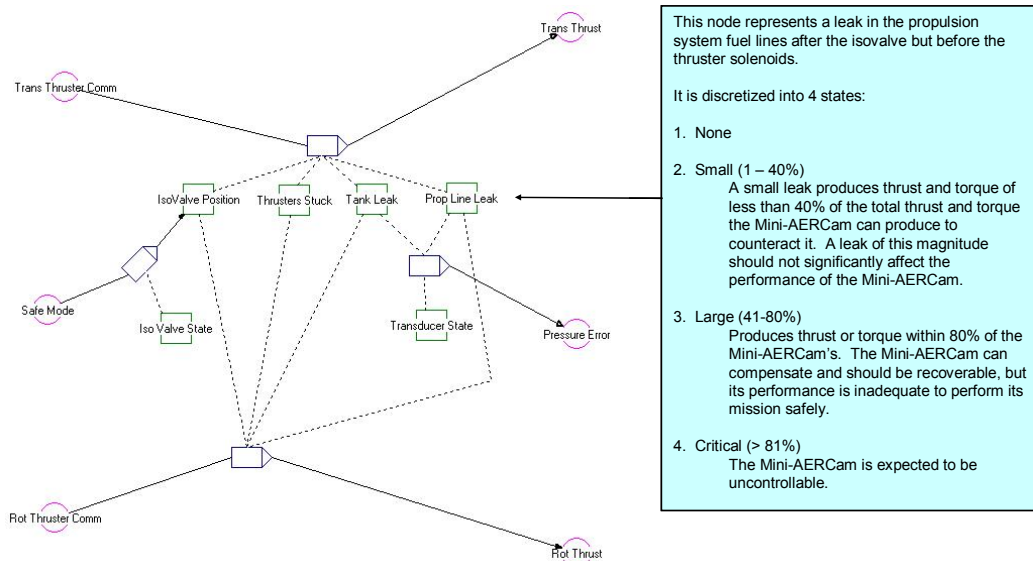 Trans Thrust
Trans Thruster Comm
IsoValve Position
Thrusters Stuck
Tank Leak
Prop Line Leak
Safe Mode
Iso Valve State
Transducer State
Pressure Error
Rot Thruster Comm
Rot Thrust
This node represents a leak in the propulsion
system fuel lines after the isovalve but before the
thruster solenoids.
It is discretized into 4 states:
1. None
2. Small (1 – 40%)
A small leak produces thrust and torque of
less than 40% of the total thrust and torque
the Mini-AERCam can produce to
counteract it. A leak of this magnitude
should not significantly affect the
performance of the Mini-AERCam.
3. Large (41-80%)
Produces thrust or torque within 80% of the
Mini-AERCam's. The Mini-AERCam can
compensate and should be recoverable, but
its performance is inadequate to perform its
mission safely.
4. Critical (> 81%)
The Mini-AERCam is expected to be
uncontrollable.